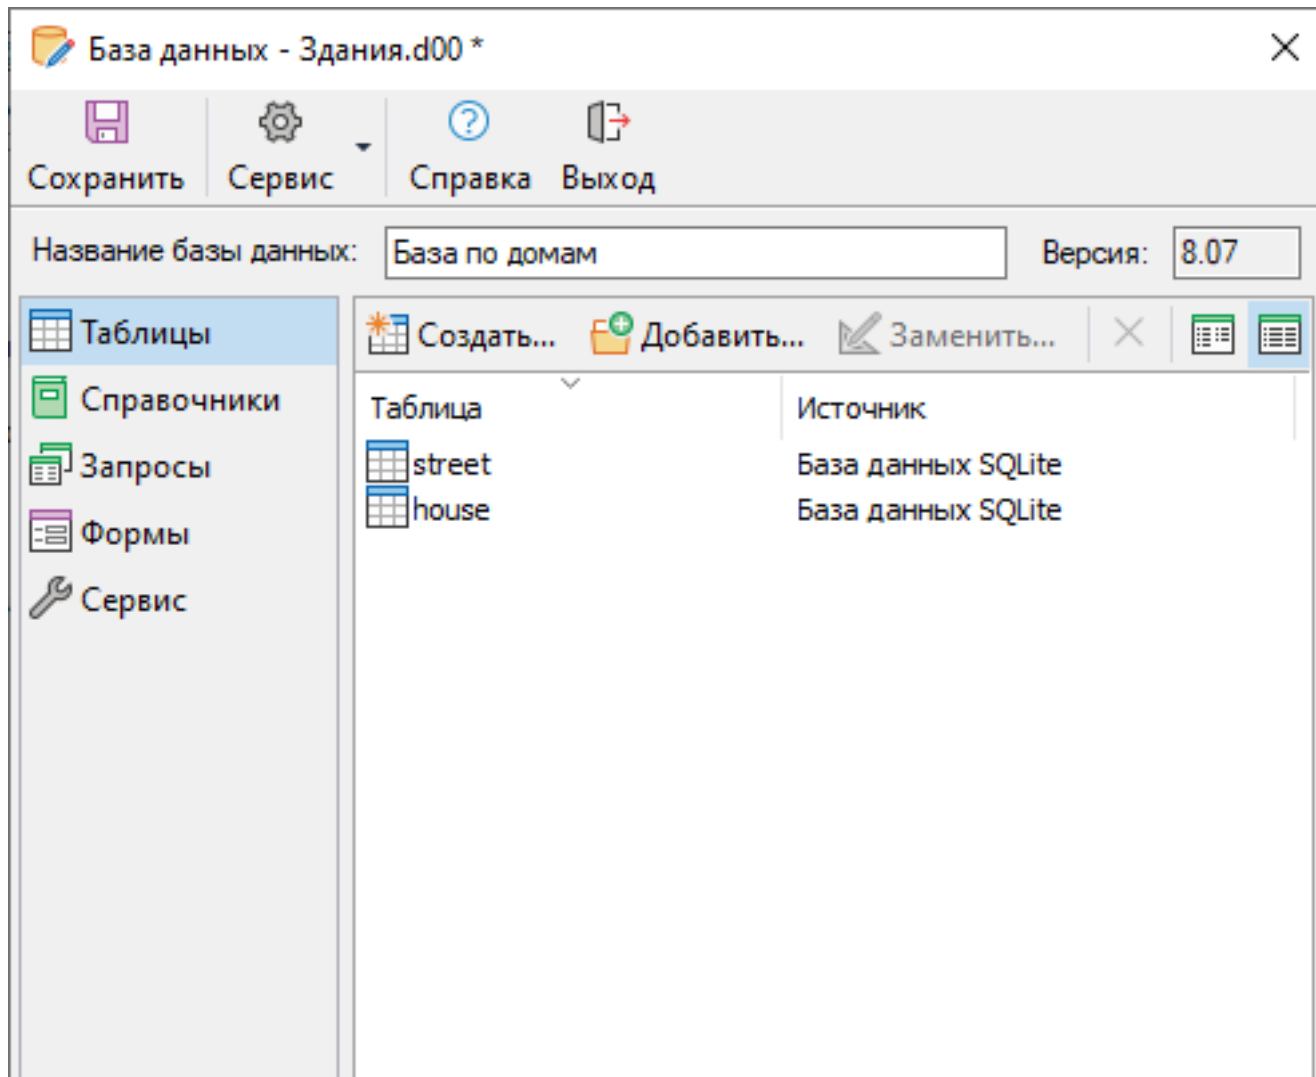 База данных - Здания.d00 *
Сохранить Сервис Справка Выход
Название базы данных: База по домам Версия: 8.07
Таблицы Создать... Добавить... Заменить...
Справочники
Запросы
Формы
Сервис
Таблица Источник
street База данных SQLite
house База данных SQLite